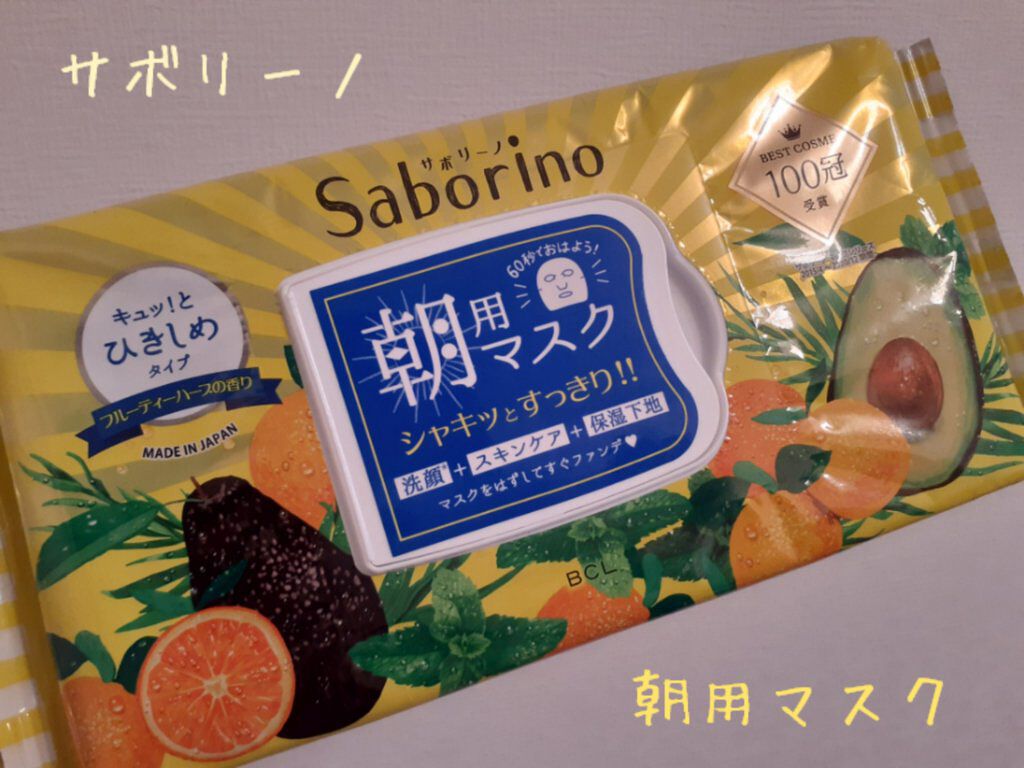 サボリーノ
サボリーノ
Saborino
BEST COSME
100冠
受賞
キュッ!と
ひきしめ
タイプ
フルーティーハーブの香り
MADE IN JAPAN
60秒でおはよう!
朝用
マスク
シャキッとすっきり!!
洗顔*+スキンケア+保湿下地
マスクをはずしてすぐファンデ♥
BCL
朝用マスク